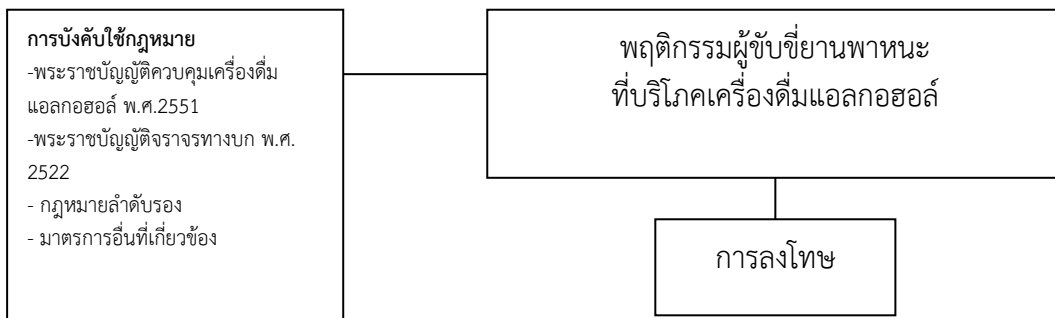 การบังคับใช้กฎหมาย
-พระราชบัญญัติควบคุมเครื่องดื่ม
แอลกอฮอล์ พ.ศ.2551
-พระราชบัญญัติจราจรทางบก พ.ศ.
2522
- กฎหมายลำดับรอง
- มาตรการอื่นที่เกี่ยวข้อง
พฤติกรรมผู้ขับขี่ยานพาหนะ
ที่บริโภคเครื่องดื่มแอลกอฮอล์
การลงโทษ